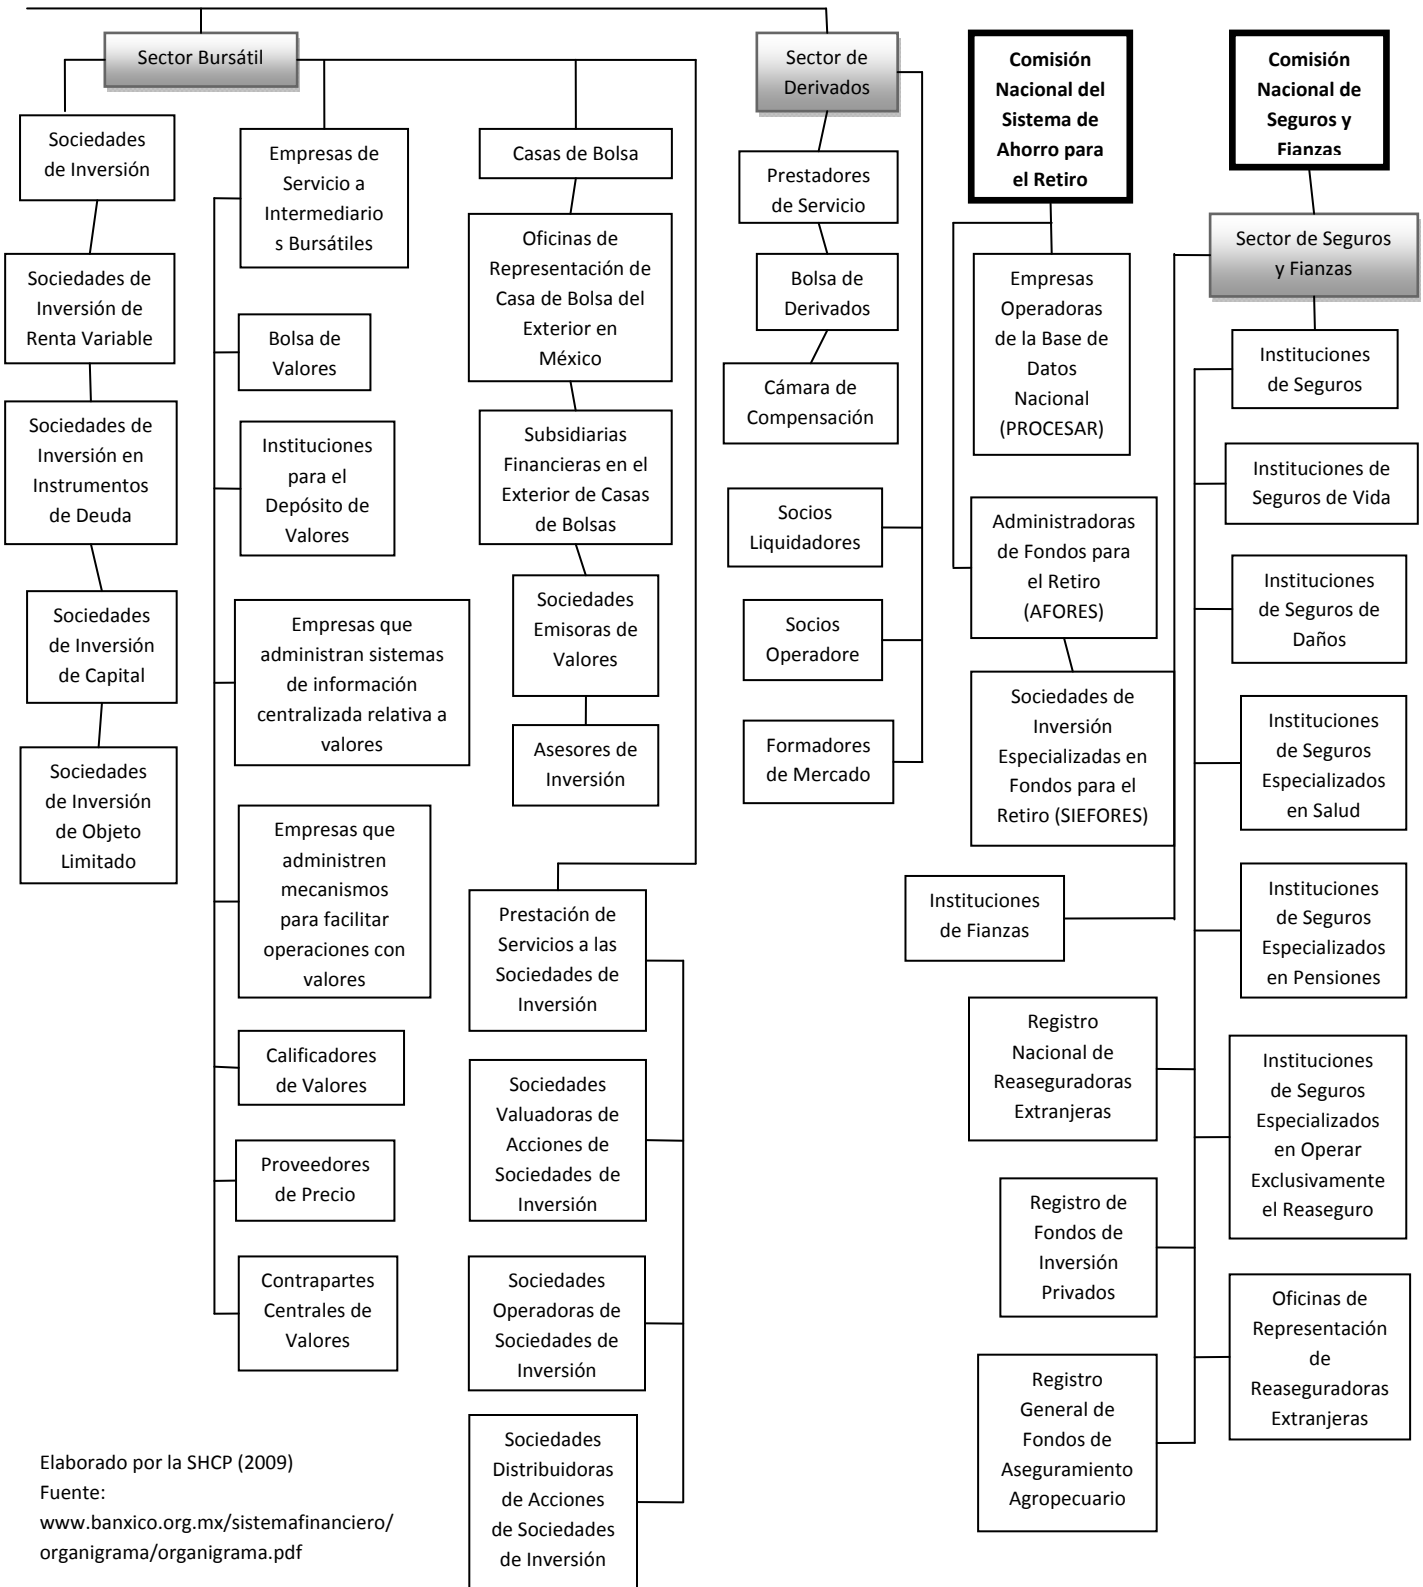 Sector Bursátil
Sociedades
de Inversión
Sociedades de
Inversión de
Renta Variable
Sociedades de
Inversión en
Instrumentos
de Deuda
Sociedades
de Inversión
de Capital
Sociedades
de Inversión
de Objeto
Limitado
Empresas de
Servicio a
Intermediario
s Bursátiles
Bolsa de
Valores
Instituciones
para el
Depósito de
Valores
Empresas que
administran sistemas
de información
centralizada relativa a
valores
Empresas que
administren
mecanismos
para facilitar
operaciones con
valores
Calificadores
de Valores
Proveedores
de Precio
Contrapartes
Centrales de
Valores
Casas de Bolsa
Oficinas de
Representación de
Casa de Bolsa del
Exterior en
México
Subsidiarias
Financieras en el
Exterior de Casas
de Bolsas
Sociedades
Emisoras de
Valores
Asesores de
Inversión
Prestación de
Servicios a las
Sociedades de
Inversión
Sociedades
Valuadoras de
Acciones de
Sociedades de
Inversión
Sociedades
Operadoras de
Sociedades de
Inversión
Sociedades
Distribuidoras
de Acciones
de Sociedades
de Inversión
Sector de
Derivados
Prestadores
de Servicio
Bolsa de
Derivados
Cámara de
Compensación
Socios
Liquidadores
Socios
Operadore
Formadores
de Mercado
Comisión
Nacional del
Sistema de
Ahorro para
el Retiro
Empresas
Operadoras
de la Base de
Datos
Nacional
(PROCESAR)
Administradoras
de Fondos para
el Retiro
(AFORES)
Sociedades de
Inversión
Especializadas en
Fondos para el
Retiro (SIEFORES)
Comisión
Nacional de
Seguros y
Fianzas
Sector de Seguros
y Fianzas
Instituciones
de Seguros
Instituciones de
Seguros de Vida
Instituciones
de Seguros de
Daños
Instituciones
de Seguros
Especializados
en Salud
Instituciones
de Seguros
Especializados
en Pensiones
Instituciones
de Seguros
Especializados
en Operar
Exclusivamente
el Reaseguro
Oficinas de
Representación
de
Reaseguradoras
Extranjeras
Instituciones
de Fianzas
Registro
Nacional de
Reaseguradoras
Extranjeras
Registro de
Fondos de
Inversión
Privados
Registro
General de
Fondos de
Aseguramiento
Agropecuario
Elaborado por la SHCP (2009)
Fuente:
www.banxico.org.mx/sistemafinanciero/
organigrama/organigrama.pdf